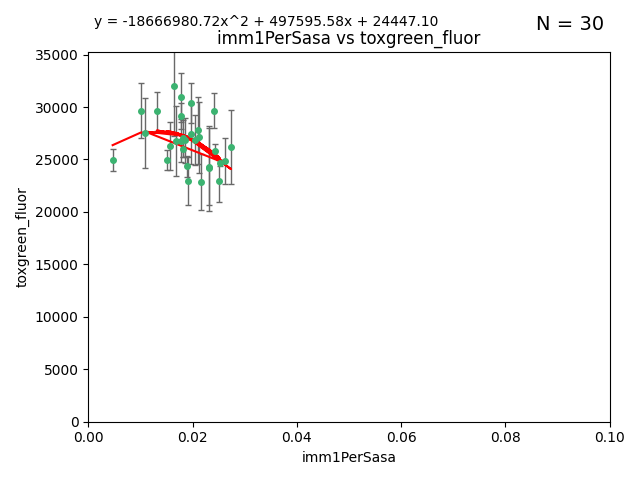 y = -18666980.72x^2 + 497595.58x + 24447.10
N = 30
imm1PerSasa vs toxgreen_fluor
35000
30000
25000
20000
15000
10000
5000
0
toxgreen_fluor
0.00 0.02 0.04 0.06 0.08 0.10
imm1PerSasa